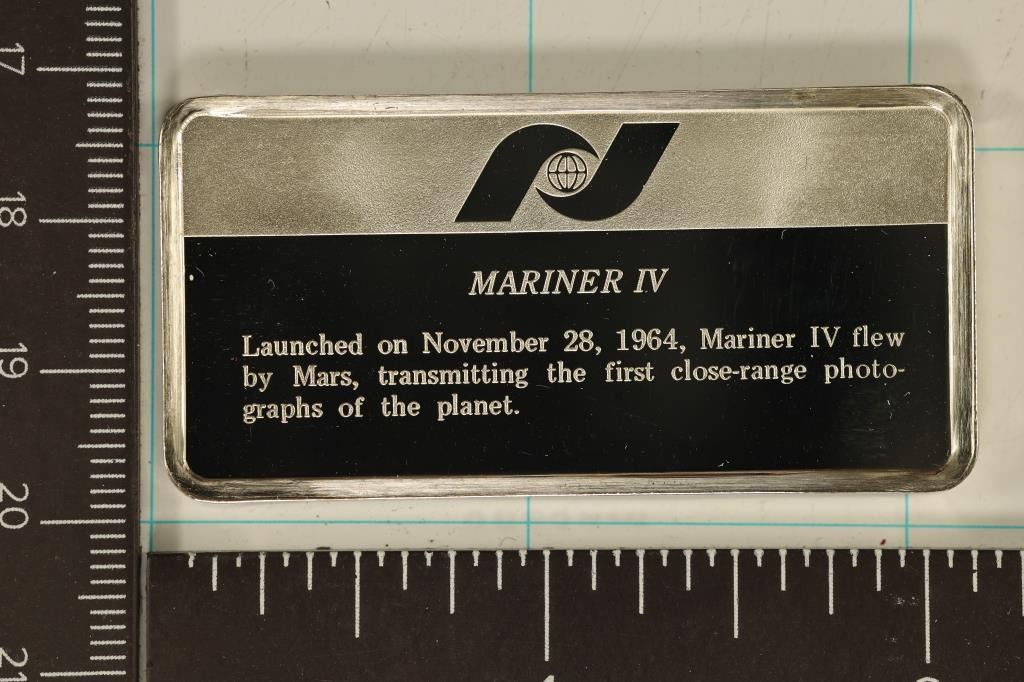 MARINER IV
Launched on November 28, 1964, Mariner IV flew
by Mars, transmitting the first close-range photo-
graphs of the planet.
17
18
19
20
21